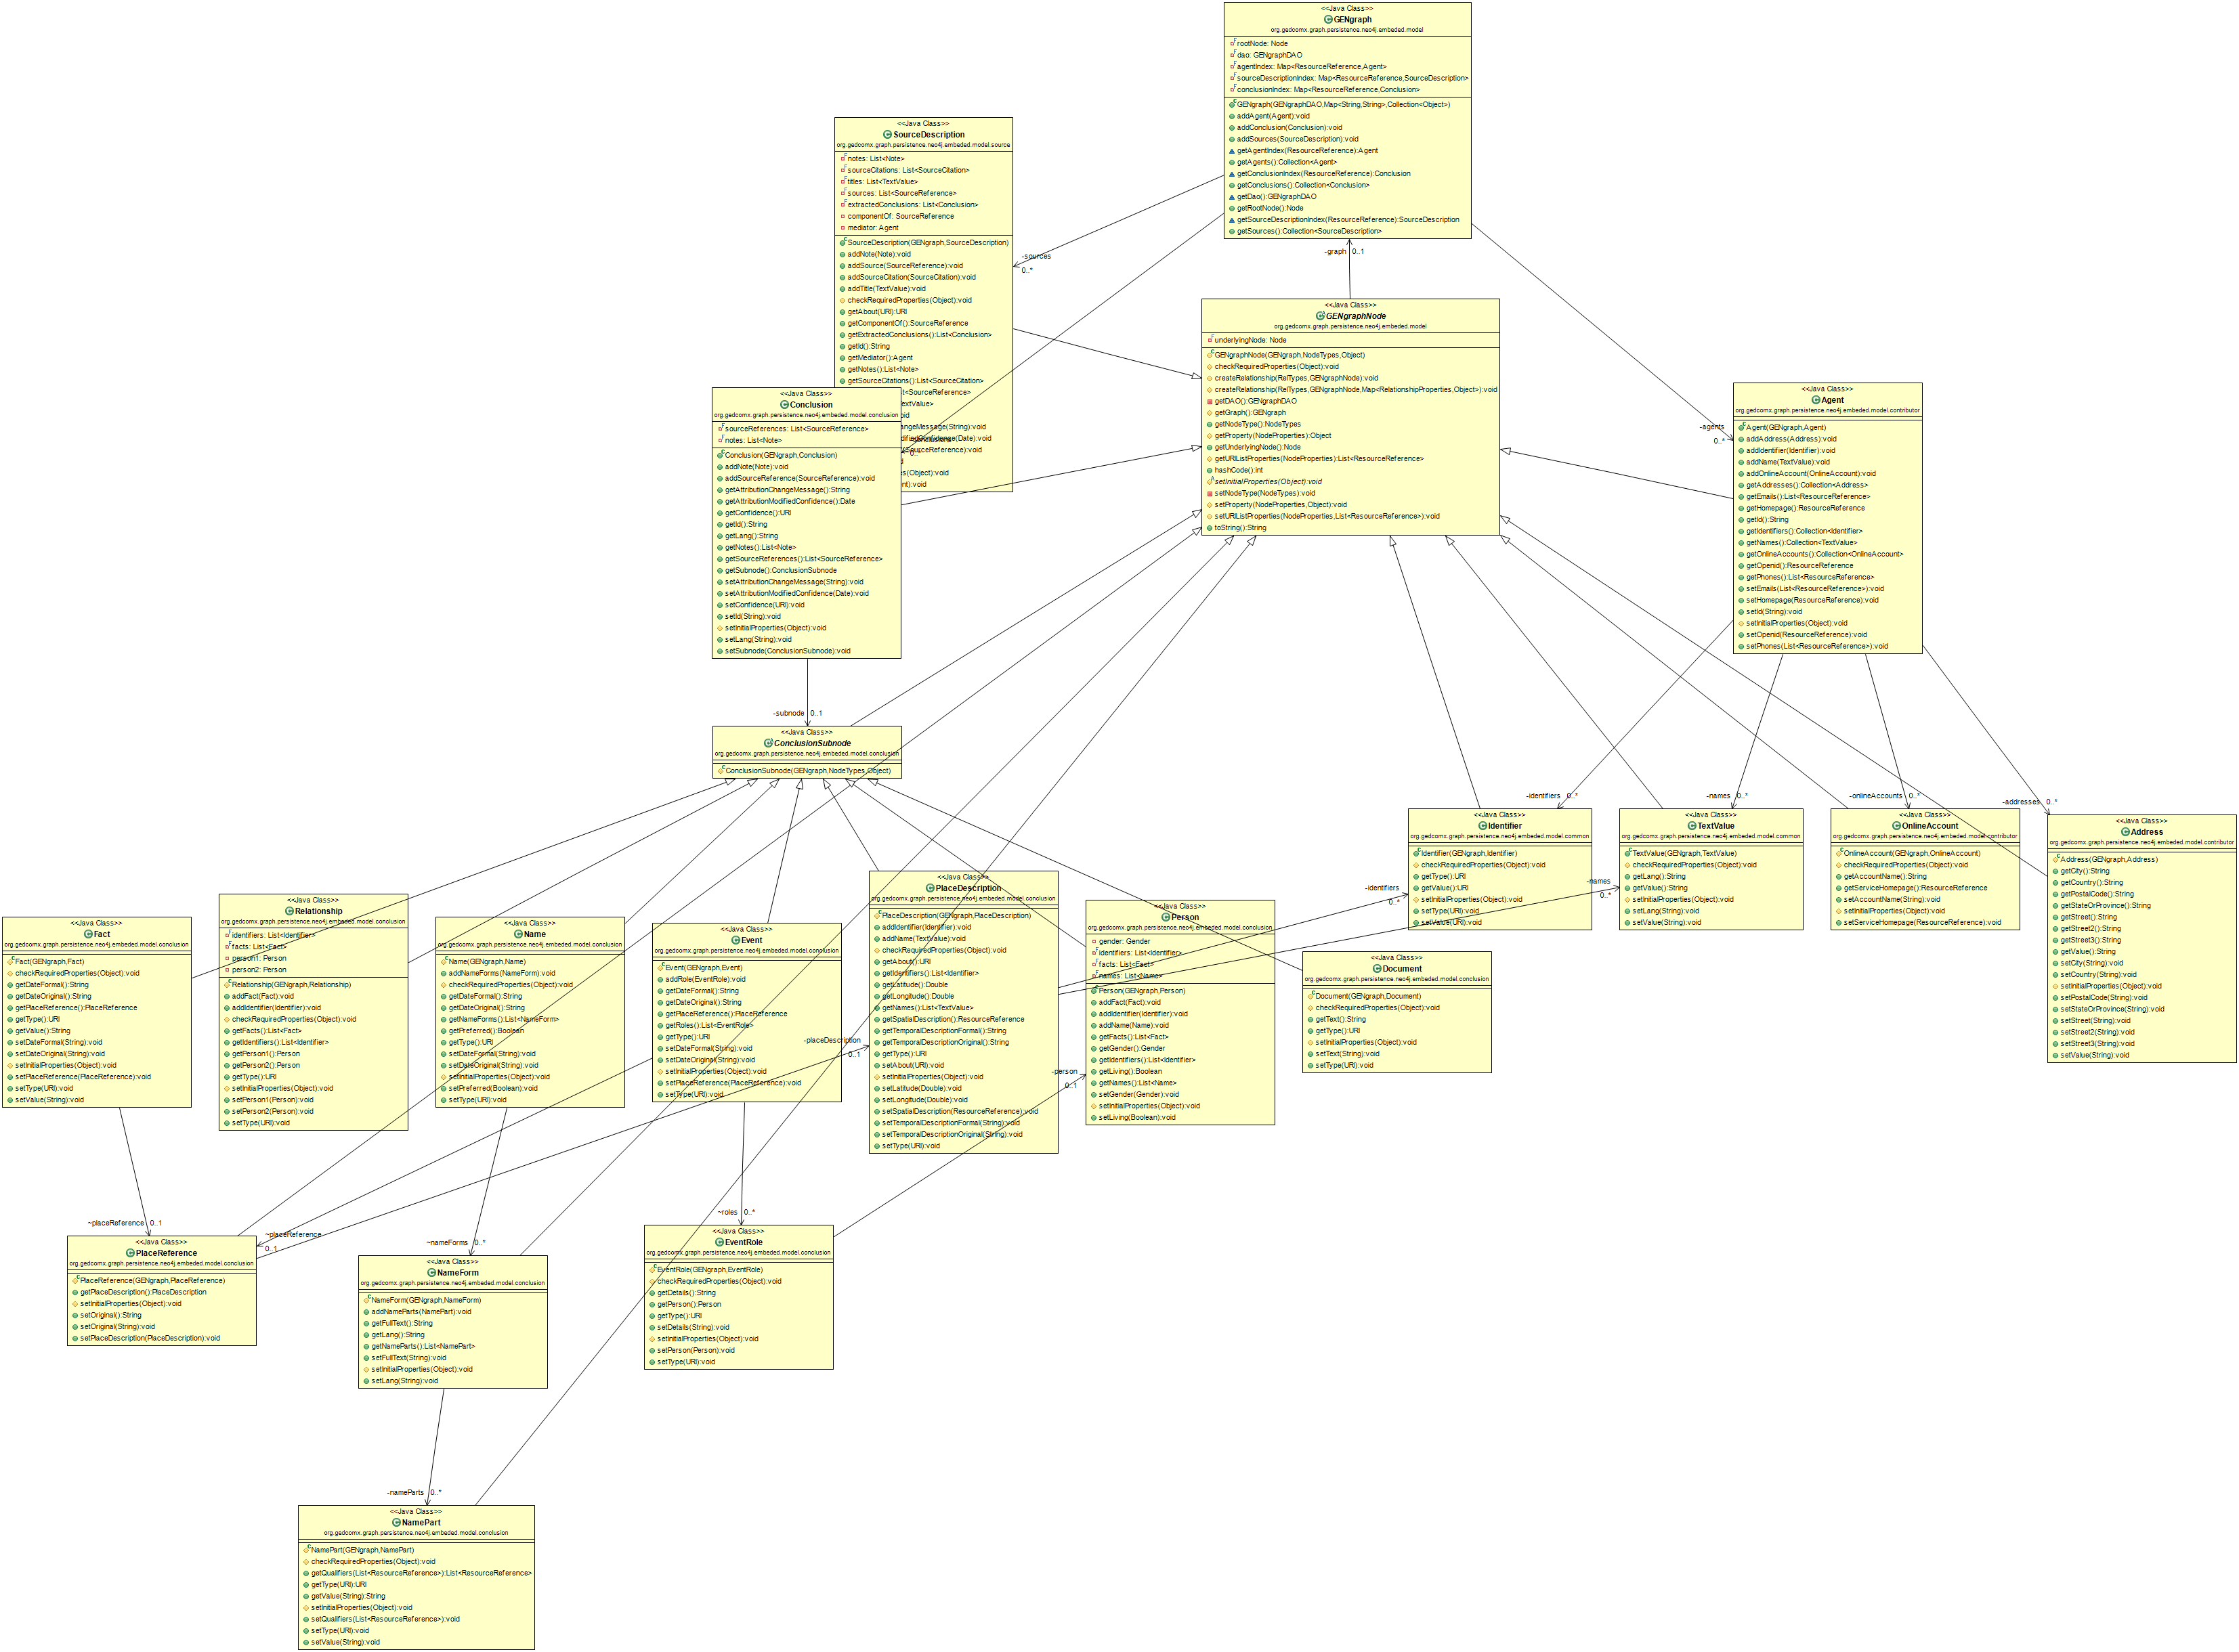 <<Java Class>>
GENgraph
org.gedcomx.graph.persistence.neo4j.embeded.model
rootNode: Node
dao: GENgraphDAO
agentIndex: Map<ResourceReference,Agent>
sourceDescriptionIndex: Map<ResourceReference,SourceDescription>
conclusionIndex: Map<ResourceReference,Conclusion>
GENgraph(GENgraphDAO,Map<String,String>,Collection<Object>)
addAgent(Agent):void
addConclusion(Conclusion):void
addSources(SourceDescription):void
getAgentIndex(ResourceReference):Agent
getAgents():Collection<Agent>
getConclusionIndex(ResourceReference):Conclusion
getConclusions():Collection<Conclusion>
getDao():GENgraphDAO
getRootNode():Node
getSourceDescriptionIndex(ResourceReference):SourceDescription
getSources():Collection<SourceDescription>
<<Java Class>>
SourceDescription
org.gedcomx.graph.persistence.neo4j.embeded.model.source
notes: List<Note>
sourceCitations: List<SourceCitation>
titles: List<TextValue>
sources: List<SourceReference>
extractedConclusions: List<Conclusion>
componentOf: SourceReference
mediator: Agent
SourceDescription(GENgraph,SourceDescription)
addNote(Note):void
addSource(SourceReference):void
addSourceCitation(SourceCitation):void
addTitle(TextValue):void
checkRequiredProperties(Object):void
getAbout(URI):URI
getComponentOf():SourceReference
getExtractedConclusions():List<Conclusion>
getId():String
getMediator():Agent
getNotes():List<Note>
getSourceCitations():List<SourceCitation>
st<SourceReference>
extValue>
oid
angeMessage(String):void
difiedConfidence(Date):void
SourceReference):void
d
es(Object):void
ent):void
-sources
0..*
-graph 0..1
<<Java Class>>
GENgraphNode
org.gedcomx.graph.persistence.neo4j.embeded.model
underlyingNode: Node
GENgraphNode(GENgraph,NodeTypes,Object)
checkRequiredProperties(Object):void
createRelationship(RelTypes,GENgraphNode):void
createRelationship(RelTypes,GENgraphNode,Map<RelationshipProperties,Object>):void
getDAO():GENgraphDAO
getGraph():GENgraph
getNodeType():NodeTypes
getProperty(NodeProperties):Object
getUnderlyingNode():Node
getURIListProperties(NodeProperties):List<ResourceReference>
hashCode():int
setInitialProperties(Object):void
setNodeType(NodeTypes):void
setProperty(NodeProperties,Object):void
setURIListProperties(NodeProperties,List<ResourceReference>):void
toString():String
<<Java Class>>
Conclusion
org.gedcomx.graph.persistence.neo4j.embeded.model.conclusion
sourceReferences: List<SourceReference>
notes: List<Note>
Conclusion(GENgraph,Conclusion)
addNote(Note):void
addSourceReference(SourceReference):void
getAttributionChangeMessage():String
getAttributionModifiedConfidence():Date
getConfidence():URI
getId():String
getLang():String
getNotes():List<Note>
getSourceReferences():List<SourceReference>
getSubnode():ConclusionSubnode
setAttributionChangeMessage(String):void
setAttributionModifiedConfidence(Date):void
setConfidence(URI):void
setId(String):void
setInitialProperties(Object):void
setLang(String):void
setSubnode(ConclusionSubnode):void
-agents
0..*
<<Java Class>>
Agent
org.gedcomx.graph.persistence.neo4j.embeded.model.contributor
Agent(GENgraph,Agent)
addAddress(Address):void
addIdentifier(Identifier):void
addName(TextValue):void
addOnlineAccount(OnlineAccount):void
getAddresses():Collection<Address>
getEmails():List<ResourceReference>
getHomepage():ResourceReference
getId():String
getIdentifiers():Collection<Identifier>
getNames():Collection<TextValue>
getOnlineAccounts():Collection<OnlineAccount>
getOpenid():ResourceReference
getPhones():List<ResourceReference>
setEmails(List<ResourceReference>):void
setHomepage(ResourceReference):void
setId(String):void
setInitialProperties(Object):void
setOpenid(ResourceReference):void
setPhones(List<ResourceReference>):void
-subnode 0..1
<<Java Class>>
ConclusionSubnode
org.gedcomx.graph.persistence.neo4j.embeded.model.conclusion
ConclusionSubnode(GENgraph,NodeTypes,Object)
-identifiers 0..*
<<Java Class>>
Identifier
org.gedcomx.graph.persistence.neo4j.embeded.model.common
Identifier(GENgraph,Identifier)
checkRequiredProperties(Object):void
getType():URI
getValue():URI
setInitialProperties(Object):void
setType(URI):void
setValue(URI):void
-names 0..*
<<Java Class>>
TextValue
org.gedcomx.graph.persistence.neo4j.embeded.model.common
TextValue(GENgraph,TextValue)
checkRequiredProperties(Object):void
getLang():String
getValue():String
setInitialProperties(Object):void
setLang(String):void
setValue(String):void
-onlineAccounts 0..*
<<Java Class>>
OnlineAccount
org.gedcomx.graph.persistence.neo4j.embeded.model.contributor
OnlineAccount(GENgraph,OnlineAccount)
checkRequiredProperties(Object):void
getAccountName():String
getServiceHomepage():ResourceReference
setAccountName(String):void
setInitialProperties(Object):void
setServiceHomepage(ResourceReference):void
-addresses 0..*
<<Java Class>>
Address
org.gedcomx.graph.persistence.neo4j.embeded.model.contributor
Address(GENgraph,Address)
getCity():String
getCountry():String
getPostalCode():String
getStateOrProvince():String
getStreet():String
getStreet2():String
getStreet3():String
getValue():String
setCity(String):void
setCountry(String):void
setInitialProperties(Object):void
setPostalCode(String):void
setStateOrProvince(String):void
setStreet(String):void
setStreet2(String):void
setStreet3(String):void
setValue(String):void
<<Java Class>>
Fact
org.gedcomx.graph.persistence.neo4j.embeded.model.conclusion
Fact(GENgraph,Fact)
checkRequiredProperties(Object):void
getDateFormal():String
getDateOriginal():String
getPlaceReference():PlaceReference
getType():URI
getValue():String
setDateFormal(String):void
setDateOriginal(String):void
setInitialProperties(Object):void
setPlaceReference(PlaceReference):void
setType(URI):void
setValue(String):void
<<Java Class>>
Relationship
org.gedcomx.graph.persistence.neo4j.embeded.model.conclusion
identifiers: List<Identifier>
facts: List<Fact>
person1: Person
person2: Person
Relationship(GENgraph,Relationship)
addFact(Fact):void
addIdentifier(Identifier):void
checkRequiredProperties(Object):void
getFacts():List<Fact>
getIdentifiers():List<Identifier>
getPerson1():Person
getPerson2():Person
getType():URI
setInitialProperties(Object):void
setPerson1(Person):void
setPerson2(Person):void
setType(URI):void
<<Java Class>>
Name
org.gedcomx.graph.persistence.neo4j.embeded.model.conclusion
Name(GENgraph,Name)
addNameForms(NameForm):void
checkRequiredProperties(Object):void
getDateFormal():String
getDateOriginal():String
getNameForms():List<NameForm>
getPreferred():Boolean
getType():URI
setDateFormal(String):void
setDateOriginal(String):void
setInitialProperties(Object):void
setPreferred(Boolean):void
setType(URI):void
<<Java Class>>
Event
org.gedcomx.graph.persistence.neo4j.embeded.model.conclusion
Event(GENgraph,Event)
addRole(EventRole):void
getDateFormal():String
getDateOriginal():String
getPlaceReference():PlaceReference
getRoles():List<EventRole>
getType():URI
setDateFormal(String):void
setDateOriginal(String):void
setInitialProperties(Object):void
setPlaceReference(PlaceReference):void
setType(URI):void
<<Java Class>>
PlaceDescription
org.gedcomx.graph.persistence.neo4j.embeded.model.conclusion
PlaceDescription(GENgraph,PlaceDescription)
addIdentifier(Identifier):void
addName(TextValue):void
checkRequiredProperties(Object):void
getAbout():URI
getIdentifiers():List<Identifier>
getLatitude():Double
getLongitude():Double
getNames():List<TextValue>
getSpatialDescription():ResourceReference
getTemporalDescriptionFormal():String
getTemporalDescriptionOriginal():String
getType():URI
setAbout(URI):void
setInitialProperties(Object):void
setLatitude(Double):void
setLongitude(Double):void
setSpatialDescription(ResourceReference):void
setTemporalDescriptionFormal(String):void
setTemporalDescriptionOriginal(String):void
setType(URI):void
-identifiers
0..*
-names
0..*
-placeDescription
0..1
-person
0..1
<<Java Class>>
Person
org.gedcomx.graph.persistence.neo4j.embeded.model.conclusion
gender: Gender
identifiers: List<Identifier>
facts: List<Fact>
names: List<Name>
Person(GENgraph,Person)
addFact(Fact):void
addIdentifier(Identifier):void
addName(Name):void
getFacts():List<Fact>
getGender():Gender
getIdentifiers():List<Identifier>
getLiving():Boolean
getNames():List<Name>
setGender(Gender):void
setInitialProperties(Object):void
setLiving(Boolean):void
<<Java Class>>
Document
org.gedcomx.graph.persistence.neo4j.embeded.model.conclusion
Document(GENgraph,Document)
checkRequiredProperties(Object):void
getText():String
getType():URI
setInitialProperties(Object):void
setText(String):void
setType(URI):void
~placeReference 0..1
~placeReference
0..1
<<Java Class>>
PlaceReference
org.gedcomx.graph.persistence.neo4j.embeded.model.conclusion
PlaceReference(GENgraph,PlaceReference)
getPlaceDescription():PlaceDescription
setInitialProperties(Object):void
setOriginal():String
setOriginal(String):void
setPlaceDescription(PlaceDescription):void
~nameForms 0..*
<<Java Class>>
NameForm
org.gedcomx.graph.persistence.neo4j.embeded.model.conclusion
NameForm(GENgraph,NameForm)
addNameParts(NamePart):void
getFullText():String
getLang():String
getNameParts():List<NamePart>
setFullText(String):void
setInitialProperties(Object):void
setLang(String):void
~roles 0..*
<<Java Class>>
EventRole
org.gedcomx.graph.persistence.neo4j.embeded.model.conclusion
EventRole(GENgraph,EventRole)
checkRequiredProperties(Object):void
getDetails():String
getPerson():Person
getType():URI
setDetails(String):void
setInitialProperties(Object):void
setPerson(Person):void
setType(URI):void
-nameParts 0..*
<<Java Class>>
NamePart
org.gedcomx.graph.persistence.neo4j.embeded.model.conclusion
NamePart(GENgraph,NamePart)
checkRequiredProperties(Object):void
getQualifiers(List<ResourceReference>):List<ResourceReference>
getType(URI):URI
getValue(String):String
setInitialProperties(Object):void
setQualifiers(List<ResourceReference>):void
setType(URI):void
setValue(String):void